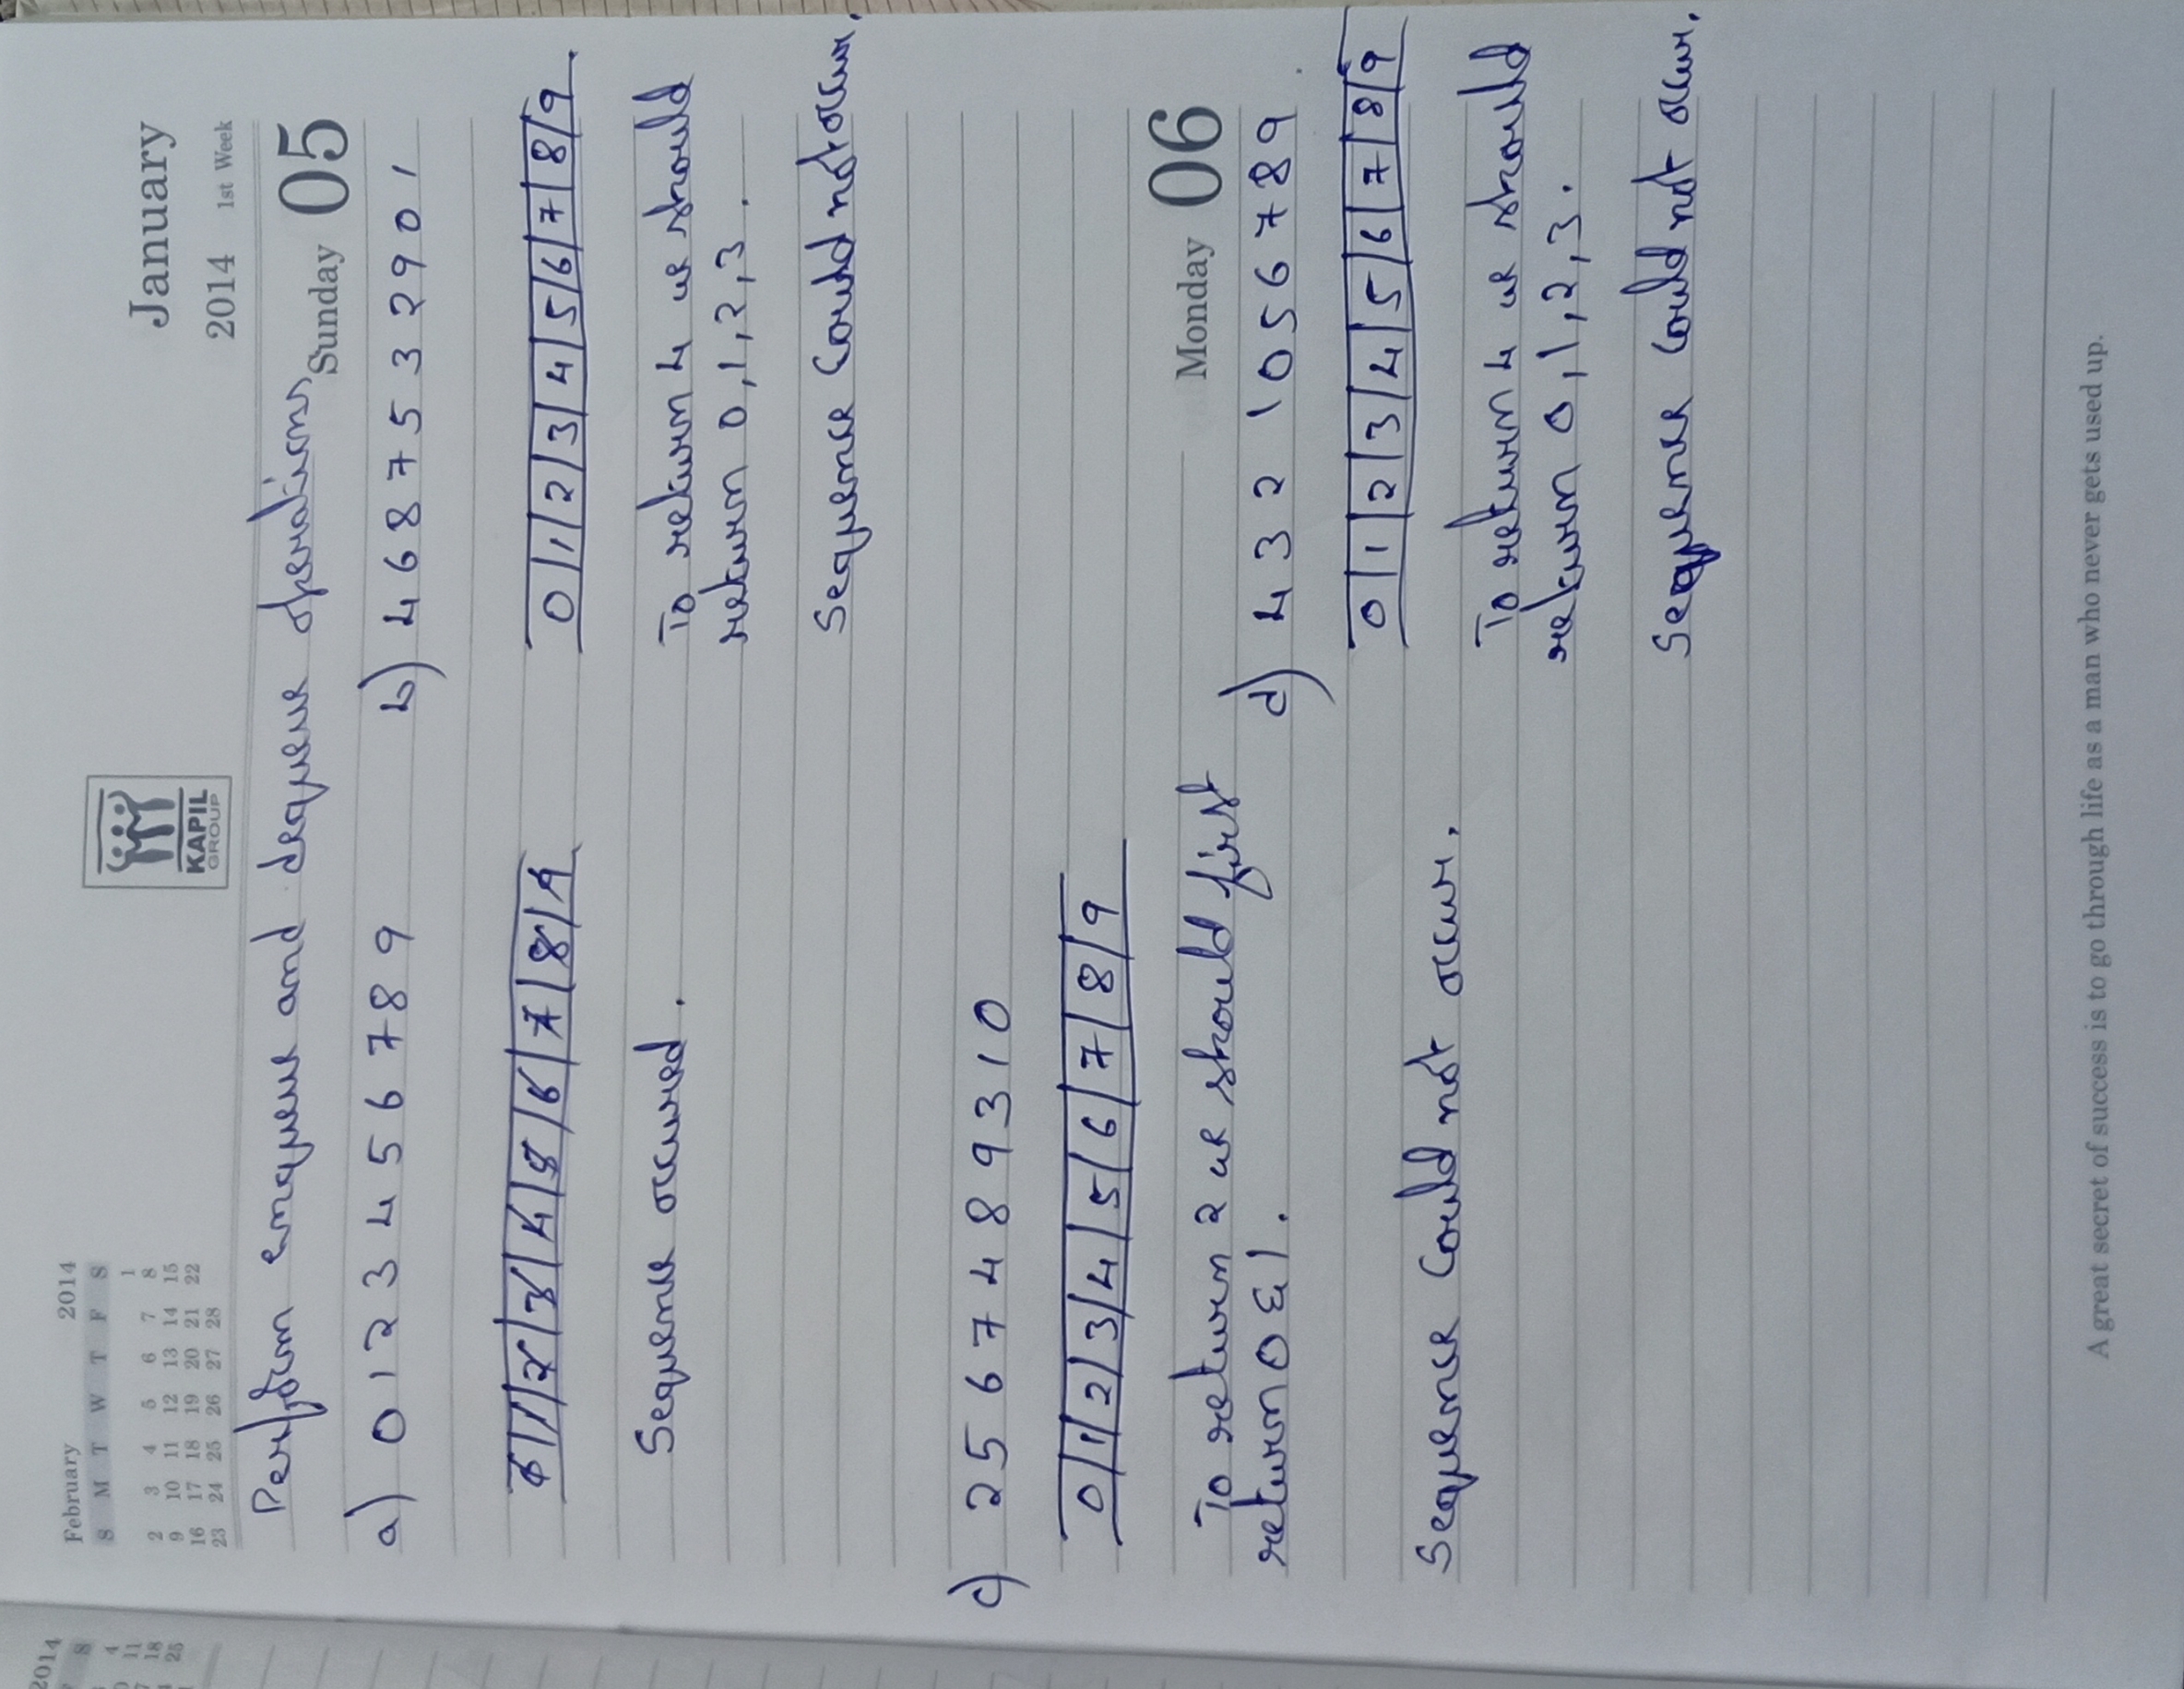 February 2014
S M T W T F S
1
2 3 4 5 6 7 8
9 10 11 12 13 14 15
16 17 18 19 20 21 22
23 24 25 26 27 28
KAPIL
GROUP
January
2014 1st Week
Perform enqueue and dequeue operations
Sunday 05
a) 0 1 2 3 4 5 6 7 8 9
b) 4 6 8 7 5 3 2 9 0 1
0 1 2 3 4 5 6 7 8 9
0 1 2 3 4 5 6 7 8 9
Sequence occured.
To return 4 we should
return 0, 1, 2, 3.
Sequence could not occur.
c) 2 5 6 7 4 8 9 3 1 0
0 1 2 3 4 5 6 7 8 9
To return 2 we should first
return 0 & 1.
Sequence could not occur.
Monday 06
d) 4 3 2 1 0 5 6 7 8 9
0 1 2 3 4 5 6 7 8 9
To return 4 we should
return 0, 1, 2, 3.
Sequence could not occur.
A great secret of success is to go through life as a man who never gets used up.
2014
S
4
11
18
25